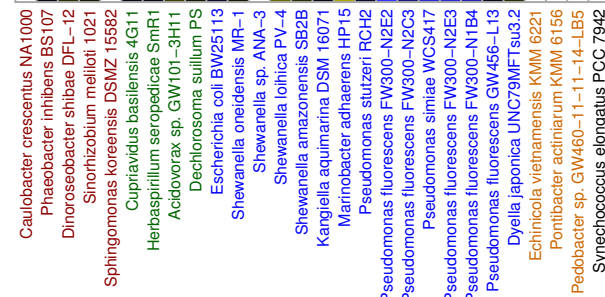 Caulobacter crescentus NA1000
Phaeobacter inhibens BS107
Dinoroseobacter shibae DFL−12
Sinorhizobium meliloti 1021
Sphingomonas koreensis DSMZ 15582
Cupriavidus basilensis 4G11
Herbaspirillum seropedicae SmR1
Acidovorax sp. GW101−3H11
Dechlorosoma suillum PS
Escherichia coli BW25113
Shewanella oneidensis MR−1
Shewanella sp. ANA−3
Shewanella loihica PV−4
Shewanella amazonensis SB2B
Kangiella aquimarina DSM 16071
Marinobacter adhaerens HP15
Pseudomonas stutzeri RCH2
Pseudomonas fluorescens FW300−N2E2
Pseudomonas fluorescens FW300−N2C3
Pseudomonas simiae WCS417
Pseudomonas fluorescens FW300−N2E3
Pseudomonas fluorescens FW300−N1B4
Pseudomonas fluorescens GW456−L13
Dyella japonica UNC79MFTsu3.2
Echinicola vietnamensis KMM 6221
Pontibacter actiniarum KMM 6156
Pedobacter sp. GW460−11−11−14−LB5
Synechococcus elongatus PCC 7942